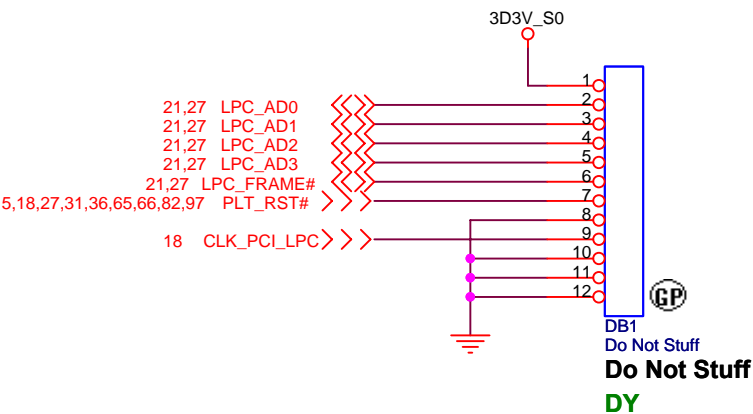 3D3V_S0
1
21,27 LPC_AD0 2
21,27 LPC_AD1 3
21,27 LPC_AD2 4
21,27 LPC_AD3 5
21,27 LPC_FRAME# 6
5,18,27,31,36,65,66,82,97 PLT_RST# 7
8
18 CLK_PCI_LPC 9
10
11
12
GP
DB1
Do Not Stuff
Do Not Stuff
DY